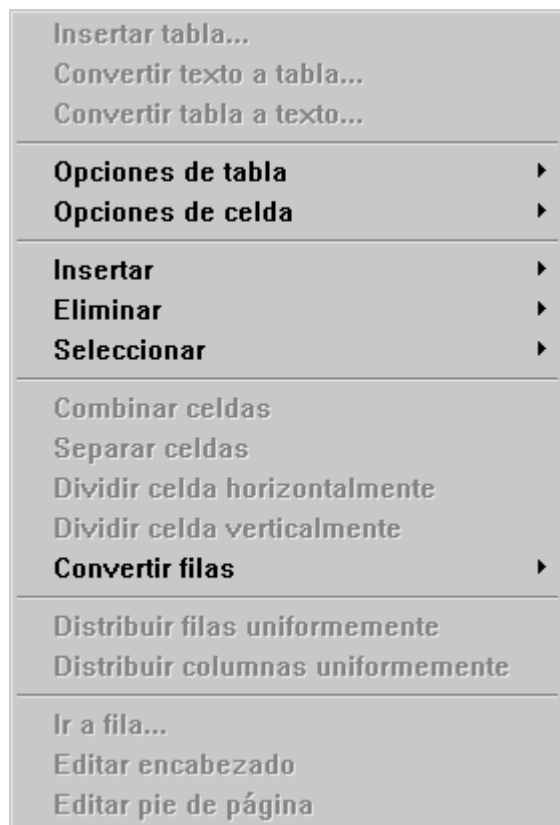 Insertar tabla...
Convertir texto a tabla...
Convertir tabla a texto...
Opciones de tabla
Opciones de celda
Insertar
Eliminar
Seleccionar
Combinar celdas
Separar celdas
Dividir celda horizontalmente
Dividir celda verticalmente
Convertir filas
Distribuir filas uniformemente
Distribuir columnas uniformemente
Ir a fila...
Editar encabezado
Editar pie de página